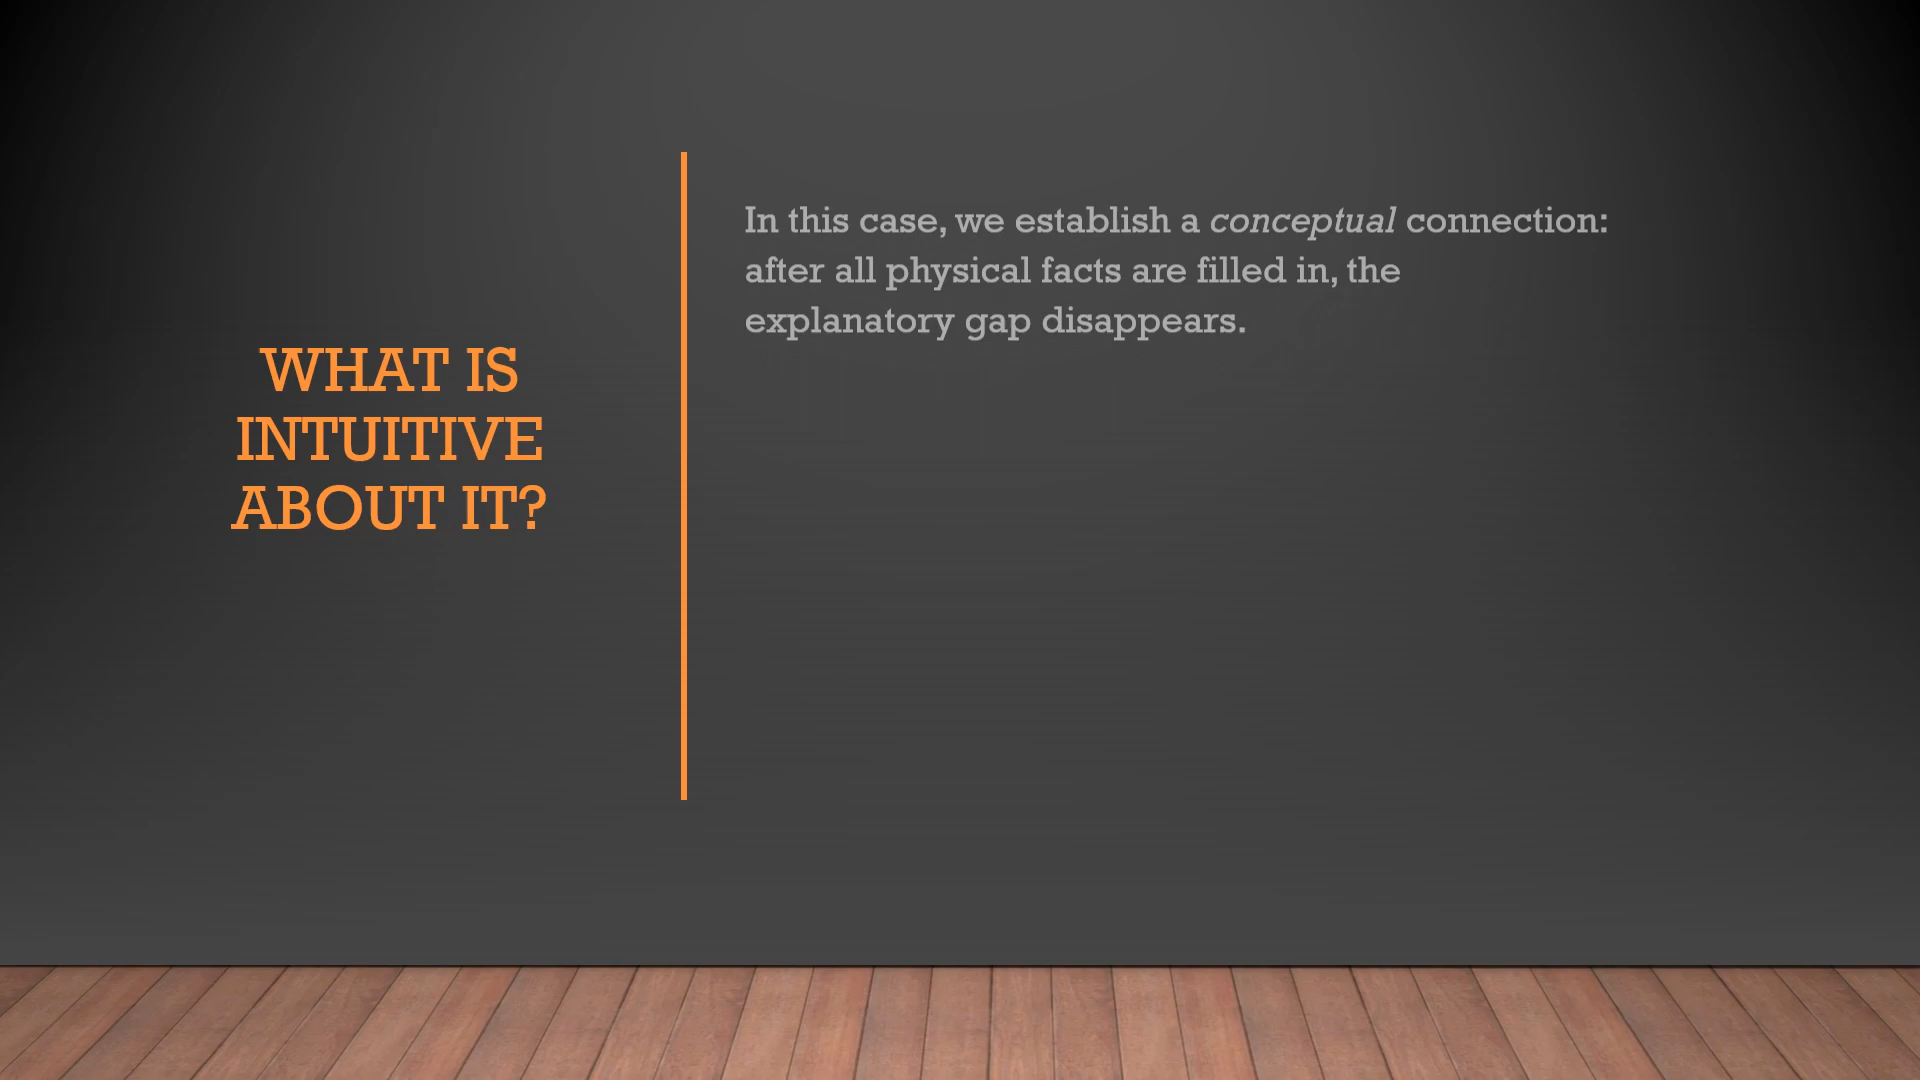 WHAT IS
INTUITIVE
ABOUT IT?
In this case, we establish a conceptual connection:
after all physical facts are filled in, the
explanatory gap disappears.